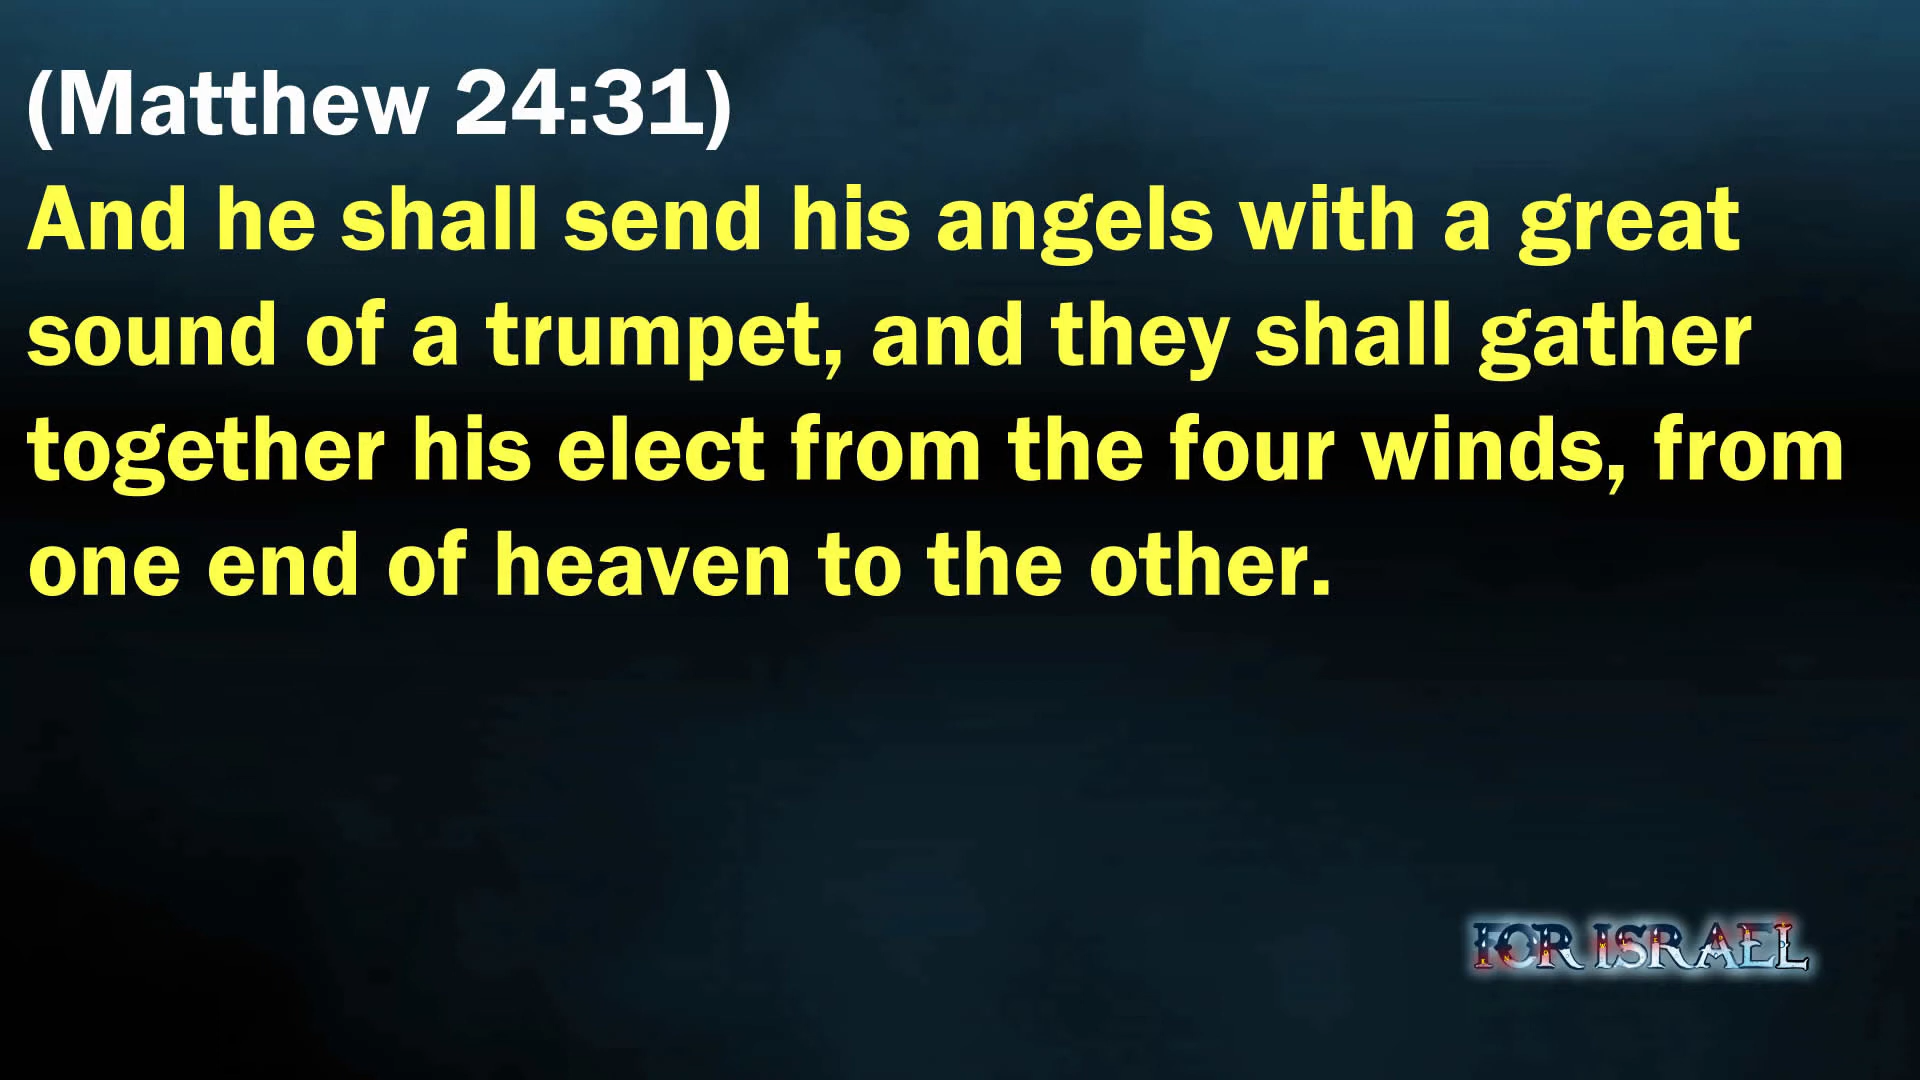 (Matthew 24:31)
And he shall send his angels with a great
sound of a trumpet, and they shall gather
together his elect from the four winds, from
one end of heaven to the other.
FOR ISRAEL